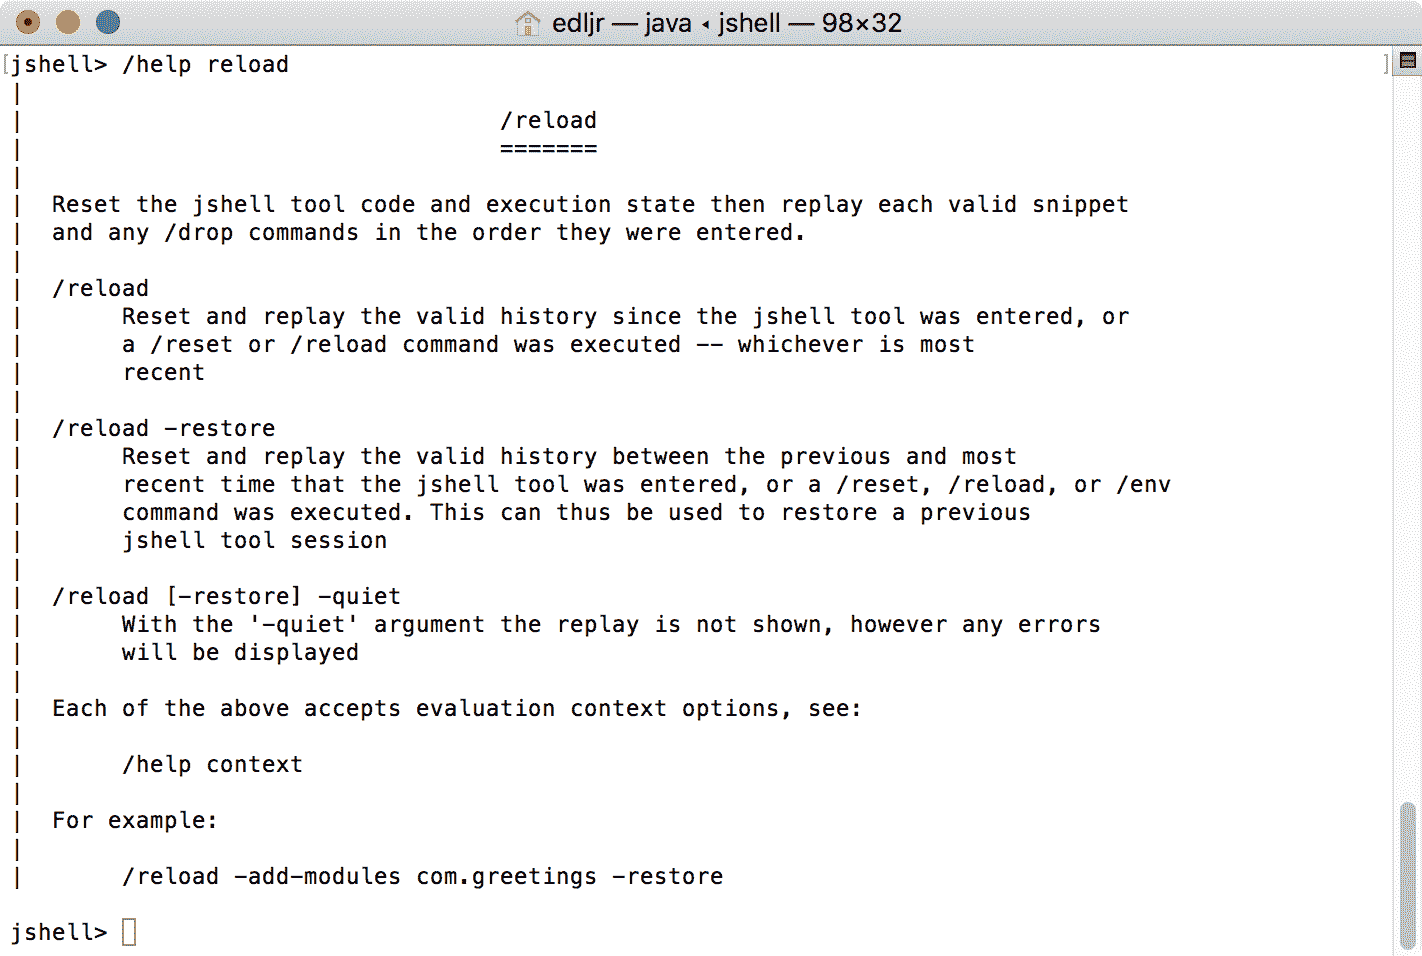 edljr — java ◂ jshell — 98×32
[jshell> /help reload ]
|
|                                  /reload
|                                  =======
|
|  Reset the jshell tool code and execution state then replay each valid snippet
|  and any /drop commands in the order they were entered.
|
|  /reload
|       Reset and replay the valid history since the jshell tool was entered, or
|       a /reset or /reload command was executed -- whichever is most
|       recent
|
|  /reload -restore
|       Reset and replay the valid history between the previous and most
|       recent time that the jshell tool was entered, or a /reset, /reload, or /env
|       command was executed. This can thus be used to restore a previous
|       jshell tool session
|
|  /reload [-restore] -quiet
|       With the '-quiet' argument the replay is not shown, however any errors
|       will be displayed
|
|  Each of the above accepts evaluation context options, see:
|
|       /help context
|
|  For example:
|
|       /reload -add-modules com.greetings -restore
jshell>